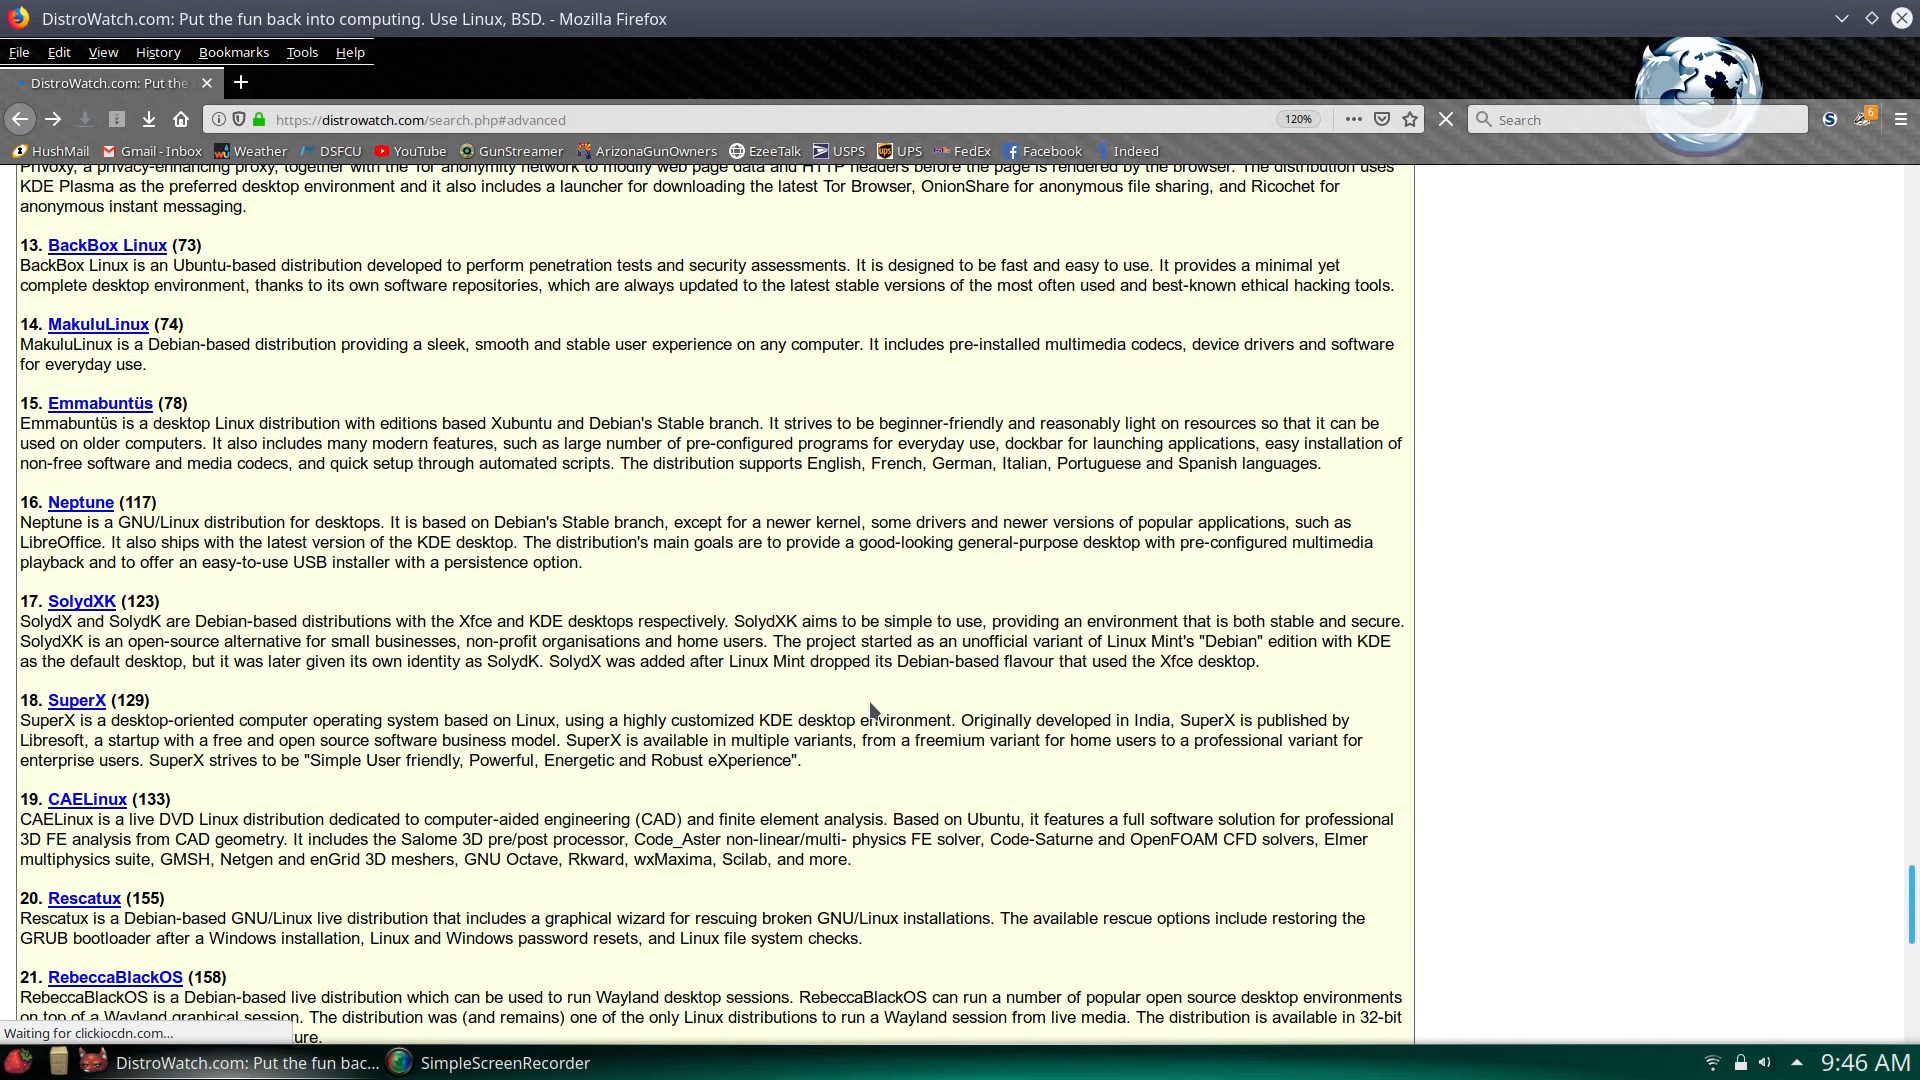 DistroWatch.com: Put the fun back into computing. Use Linux, BSD. - Mozilla Firefox
File Edit View History Bookmarks Tools Help
DistroWatch.com: Put the
https://distrowatch.com/search.php#advanced 120% Search 6
HushMail Gmail - Inbox Weather DSFCU YouTube GunStreamer ArizonaGunOwners EzeeTalk USPS UPS FedEx Facebook Indeed
Privoxy, a privacy-enhancing proxy, together with the Tor anonymity network to modify web page data and HTTP headers before the page is rendered by the browser. The distribution uses
KDE Plasma as the preferred desktop environment and it also includes a launcher for downloading the latest Tor Browser, OnionShare for anonymous file sharing, and Ricochet for
anonymous instant messaging.
13. BackBox Linux (73)
BackBox Linux is an Ubuntu-based distribution developed to perform penetration tests and security assessments. It is designed to be fast and easy to use. It provides a minimal yet
complete desktop environment, thanks to its own software repositories, which are always updated to the latest stable versions of the most often used and best-known ethical hacking tools.
14. MakuluLinux (74)
MakuluLinux is a Debian-based distribution providing a sleek, smooth and stable user experience on any computer. It includes pre-installed multimedia codecs, device drivers and software
for everyday use.
15. Emmabuntüs (78)
Emmabuntüs is a desktop Linux distribution with editions based Xubuntu and Debian's Stable branch. It strives to be beginner-friendly and reasonably light on resources so that it can be
used on older computers. It also includes many modern features, such as large number of pre-configured programs for everyday use, dockbar for launching applications, easy installation of
non-free software and media codecs, and quick setup through automated scripts. The distribution supports English, French, German, Italian, Portuguese and Spanish languages.
16. Neptune (117)
Neptune is a GNU/Linux distribution for desktops. It is based on Debian's Stable branch, except for a newer kernel, some drivers and newer versions of popular applications, such as
LibreOffice. It also ships with the latest version of the KDE desktop. The distribution's main goals are to provide a good-looking general-purpose desktop with pre-configured multimedia
playback and to offer an easy-to-use USB installer with a persistence option.
17. SolydXK (123)
SolydX and SolydK are Debian-based distributions with the Xfce and KDE desktops respectively. SolydXK aims to be simple to use, providing an environment that is both stable and secure.
SolydXK is an open-source alternative for small businesses, non-profit organisations and home users. The project started as an unofficial variant of Linux Mint's "Debian" edition with KDE
as the default desktop, but it was later given its own identity as SolydK. SolydX was added after Linux Mint dropped its Debian-based flavour that used the Xfce desktop.
18. SuperX (129)
SuperX is a desktop-oriented computer operating system based on Linux, using a highly customized KDE desktop environment. Originally developed in India, SuperX is published by
Libresoft, a startup with a free and open source software business model. SuperX is available in multiple variants, from a freemium variant for home users to a professional variant for
enterprise users. SuperX strives to be "Simple User friendly, Powerful, Energetic and Robust eXperience".
19. CAELinux (133)
CAELinux is a live DVD Linux distribution dedicated to computer-aided engineering (CAD) and finite element analysis. Based on Ubuntu, it features a full software solution for professional
3D FE analysis from CAD geometry. It includes the Salome 3D pre/post processor, Code_Aster non-linear/multi- physics FE solver, Code-Saturne and OpenFOAM CFD solvers, Elmer
multiphysics suite, GMSH, Netgen and enGrid 3D meshers, GNU Octave, Rkward, wxMaxima, Scilab, and more.
20. Rescatux (155)
Rescatux is a Debian-based GNU/Linux live distribution that includes a graphical wizard for rescuing broken GNU/Linux installations. The available rescue options include restoring the
GRUB bootloader after a Windows installation, Linux and Windows password resets, and Linux file system checks.
21. RebeccaBlackOS (158)
RebeccaBlackOS is a Debian-based live distribution which can be used to run Wayland desktop sessions. RebeccaBlackOS can run a number of popular open source desktop environments
on top of a Wayland graphical session. The distribution was (and remains) one of the only Linux distributions to run a Wayland session from live media. The distribution is available in 32-bit
Waiting for clickiocdn.com... ure.
DistroWatch.com: Put the fun bac... SimpleScreenRecorder 9:46 AM